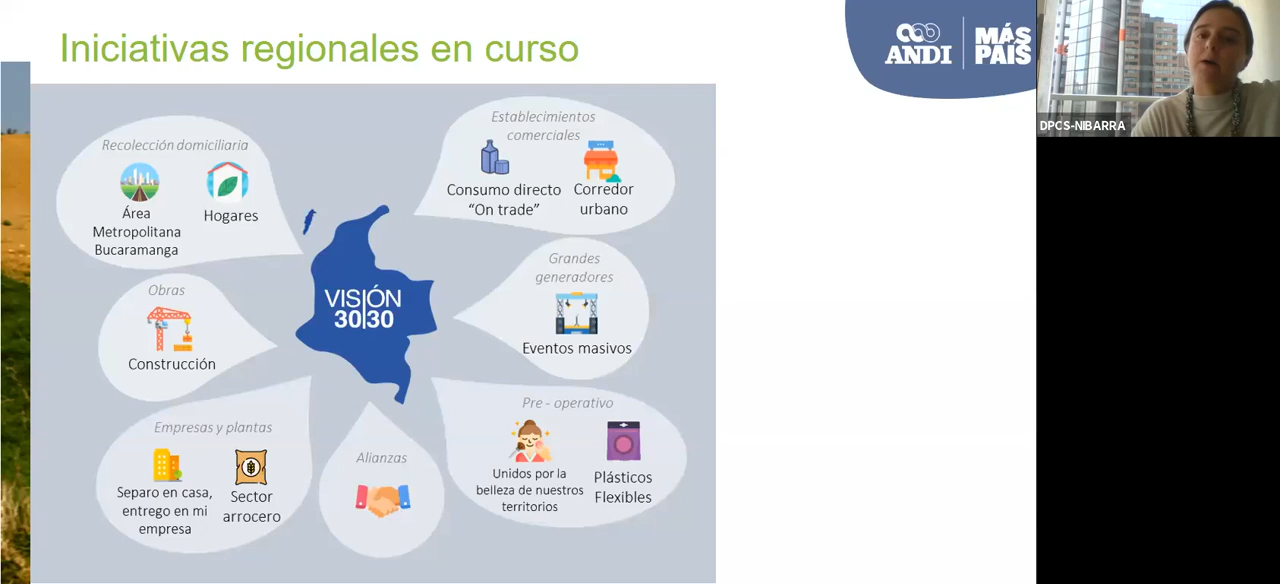 Iniciativas regionales en curso
ANDI
MÁS
PAÍS
DPCS-NIBARRA
Recolección domiciliaria
Área
Metropolitana
Bucaramanga
Hogares
Establecimientos
comerciales
Consumo directo
“On trade”
Corredor
urbano
Obras
Construcción
VISIÓN
30|30
Grandes
generadores
Eventos masivos
Empresas y plantas
Separo en casa,
entrego en mi
empresa
Sector
arrocero
Alianzas
Pre - operativo
Unidos por la
belleza de nuestros
territorios
Plásticos
Flexibles